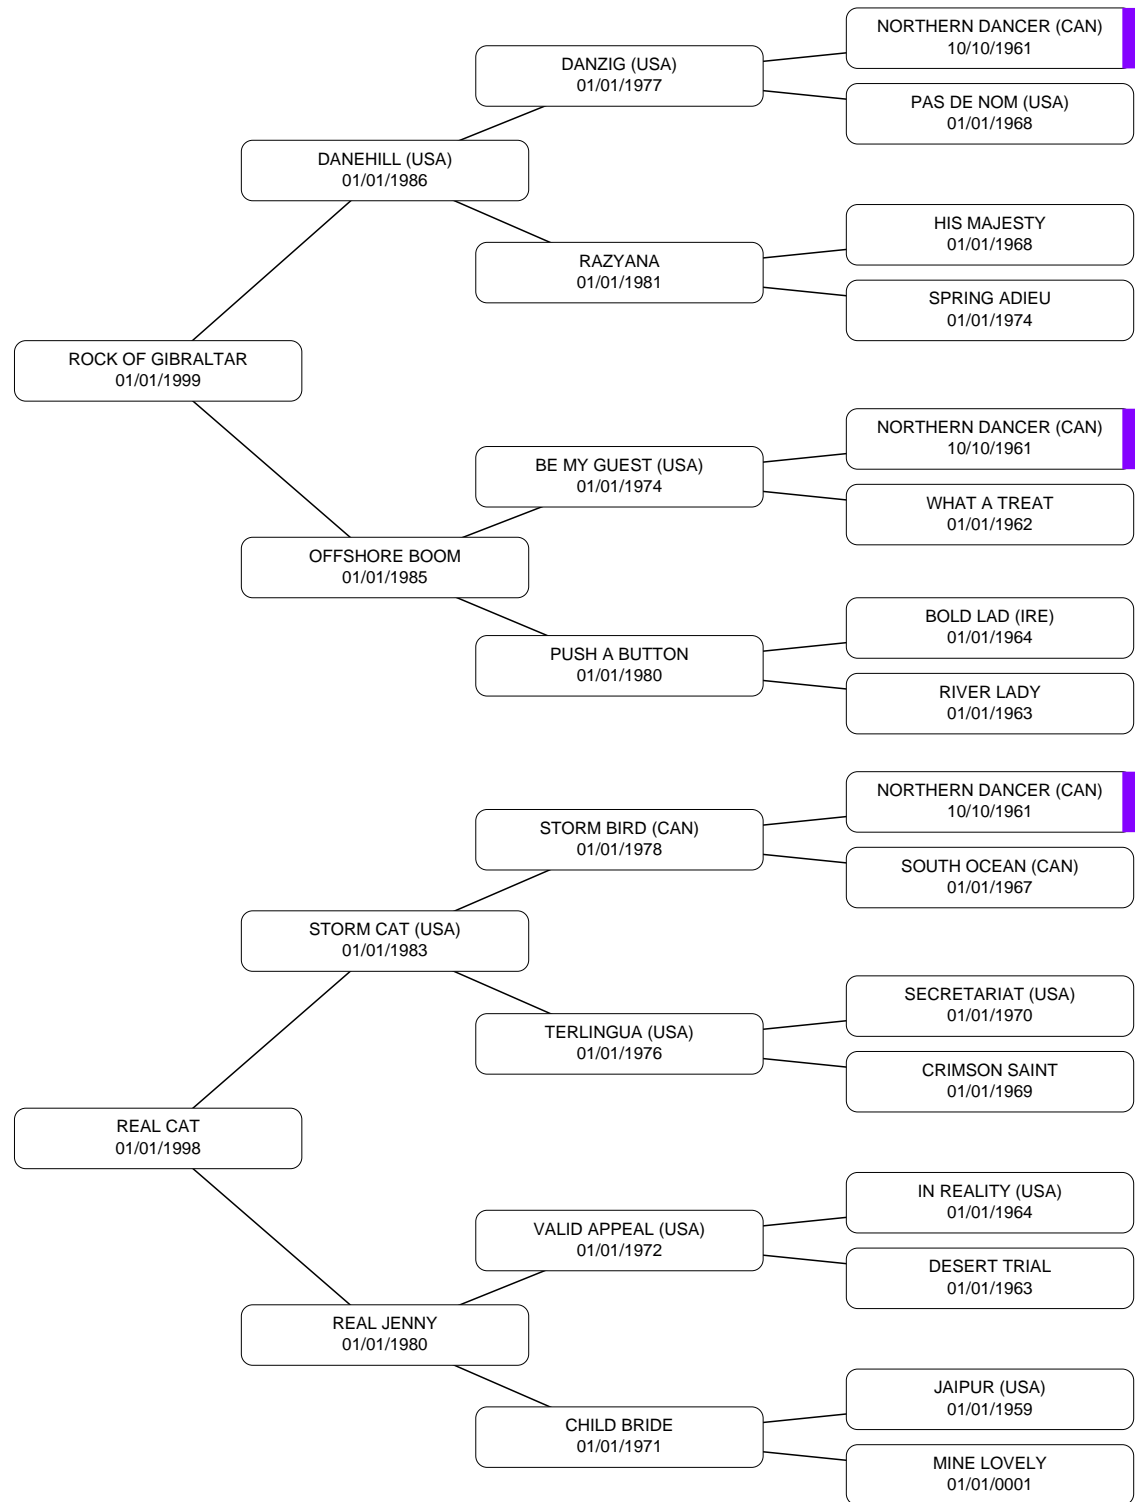 NORTHERN DANCER (CAN)
10/10/1961
DANZIG (USA)
01/01/1977
PAS DE NOM (USA)
01/01/1968
DANEHILL (USA)
01/01/1986
HIS MAJESTY
01/01/1968
RAZYANA
01/01/1981
SPRING ADIEU
01/01/1974
ROCK OF GIBRALTAR
01/01/1999
NORTHERN DANCER (CAN)
10/10/1961
BE MY GUEST (USA)
01/01/1974
WHAT A TREAT
01/01/1962
OFFSHORE BOOM
01/01/1985
BOLD LAD (IRE)
01/01/1964
PUSH A BUTTON
01/01/1980
RIVER LADY
01/01/1963
NORTHERN DANCER (CAN)
10/10/1961
STORM BIRD (CAN)
01/01/1978
SOUTH OCEAN (CAN)
01/01/1967
STORM CAT (USA)
01/01/1983
SECRETARIAT (USA)
01/01/1970
TERLINGUA (USA)
01/01/1976
CRIMSON SAINT
01/01/1969
REAL CAT
01/01/1998
IN REALITY (USA)
01/01/1964
VALID APPEAL (USA)
01/01/1972
DESERT TRIAL
01/01/1963
REAL JENNY
01/01/1980
JAIPUR (USA)
01/01/1959
CHILD BRIDE
01/01/1971
MINE LOVELY
01/01/0001